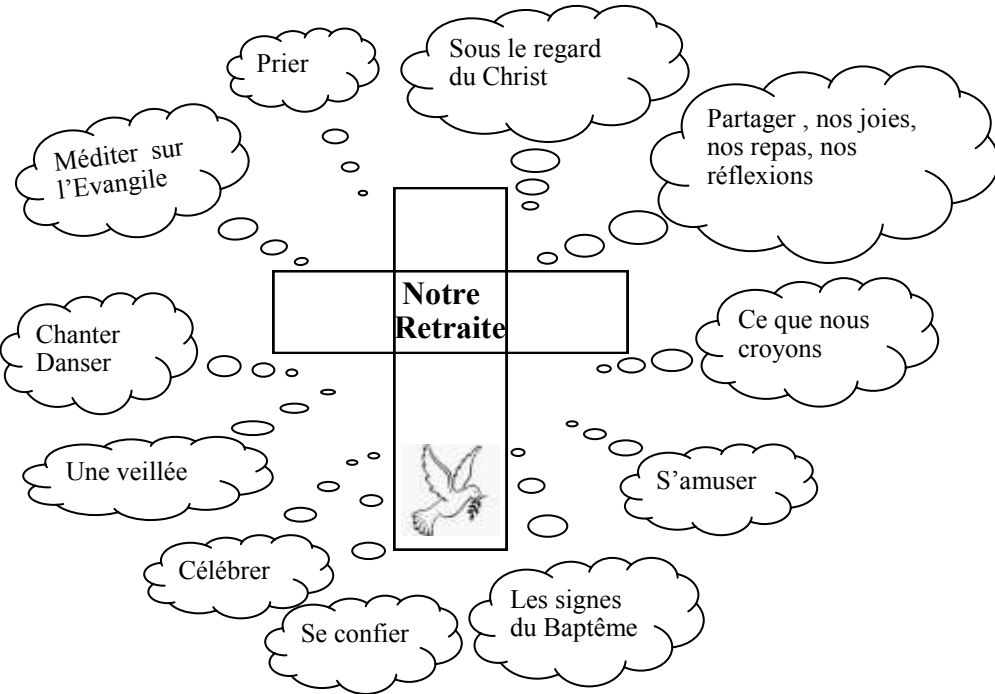 Prier
Sous le regard
du Christ
Partager , nos joies,
nos repas, nos
réflexions
Méditer sur
l’Evangile
Notre
Retraite
Ce que nous
croyons
Chanter
Danser
Une veillée
S’amuser
Célébrer
Se confier
Les signes
du Baptême